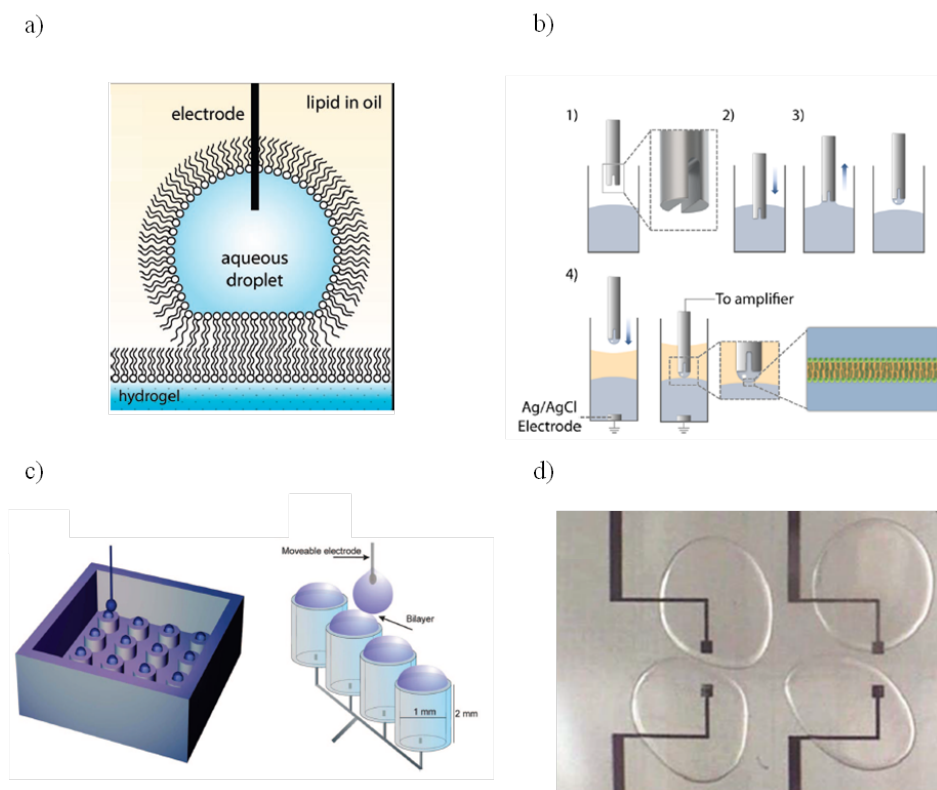 a)
lipid in oil
electrode
aqueous
droplet
hydrogel
b)
1)
2)
3)
4)
To amplifier
Ag/AgCl
Electrode
c)
Moveable electrode
Bilayer
1 mm
2 mm
d)